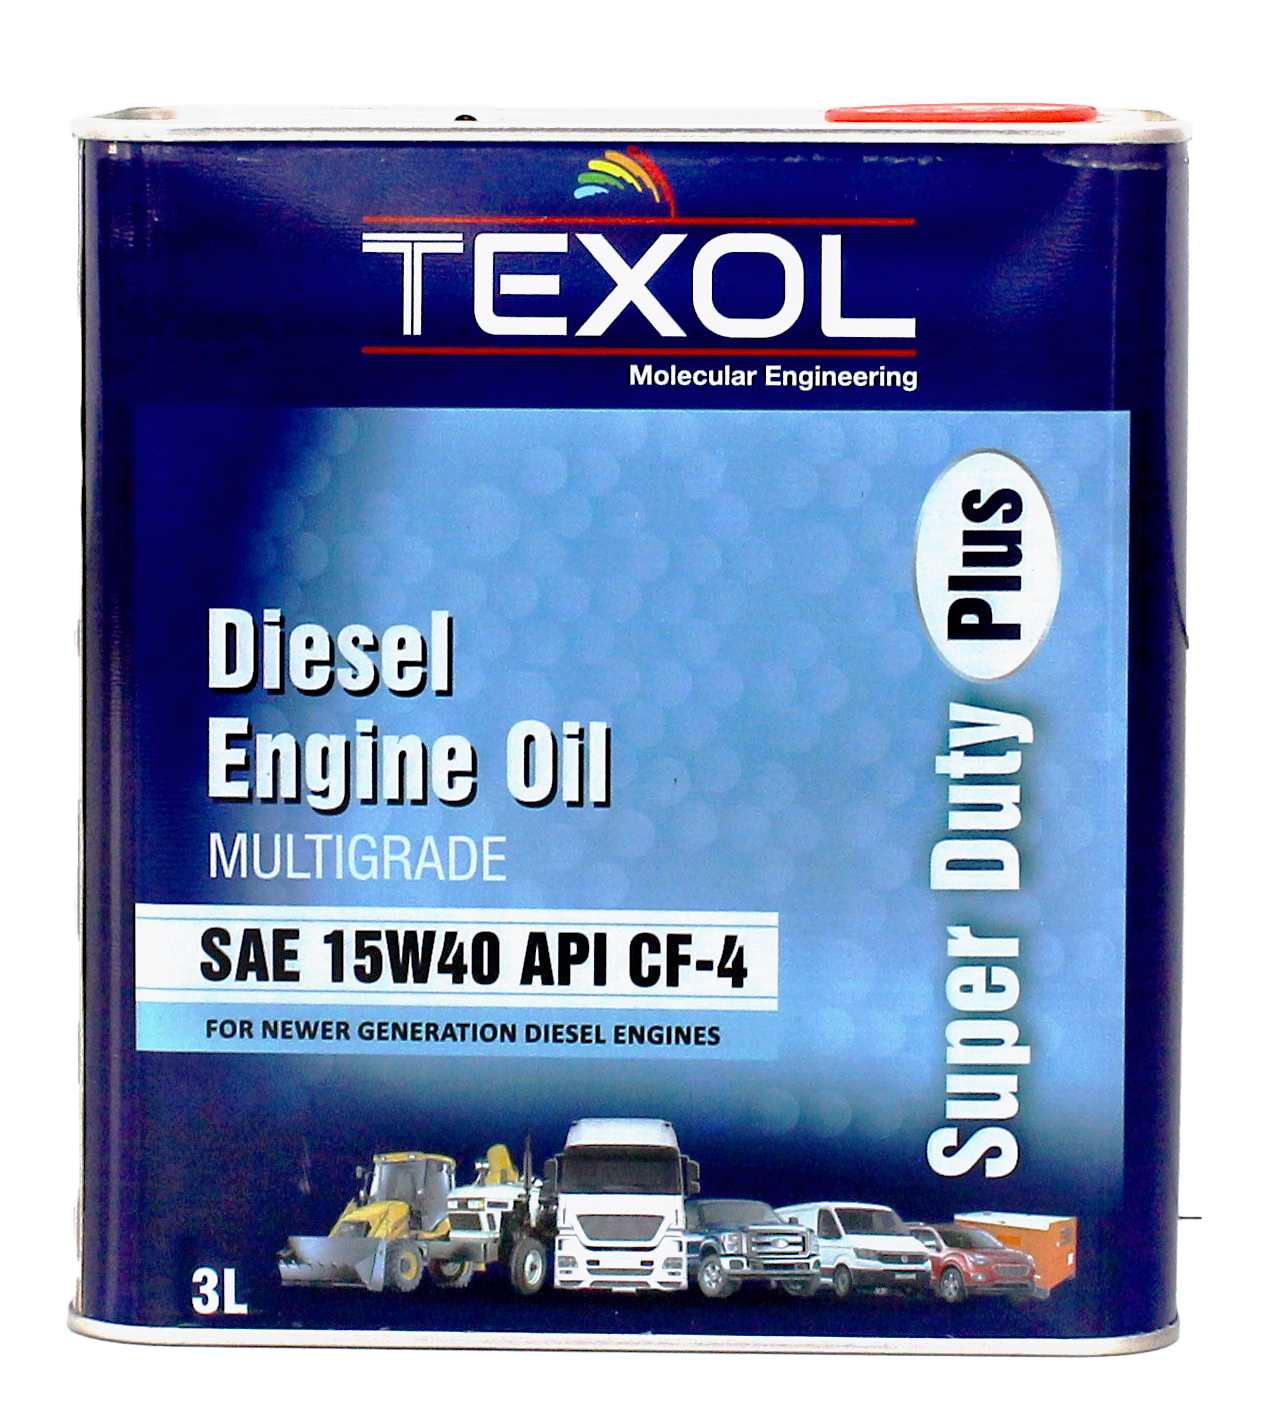 TEXOL
Molecular Engineering
Super Duty Plus
Diesel
Engine Oil
MULTIGRADE
SAE 15W40 API CF-4
FOR NEWER GENERATION DIESEL ENGINES
3L